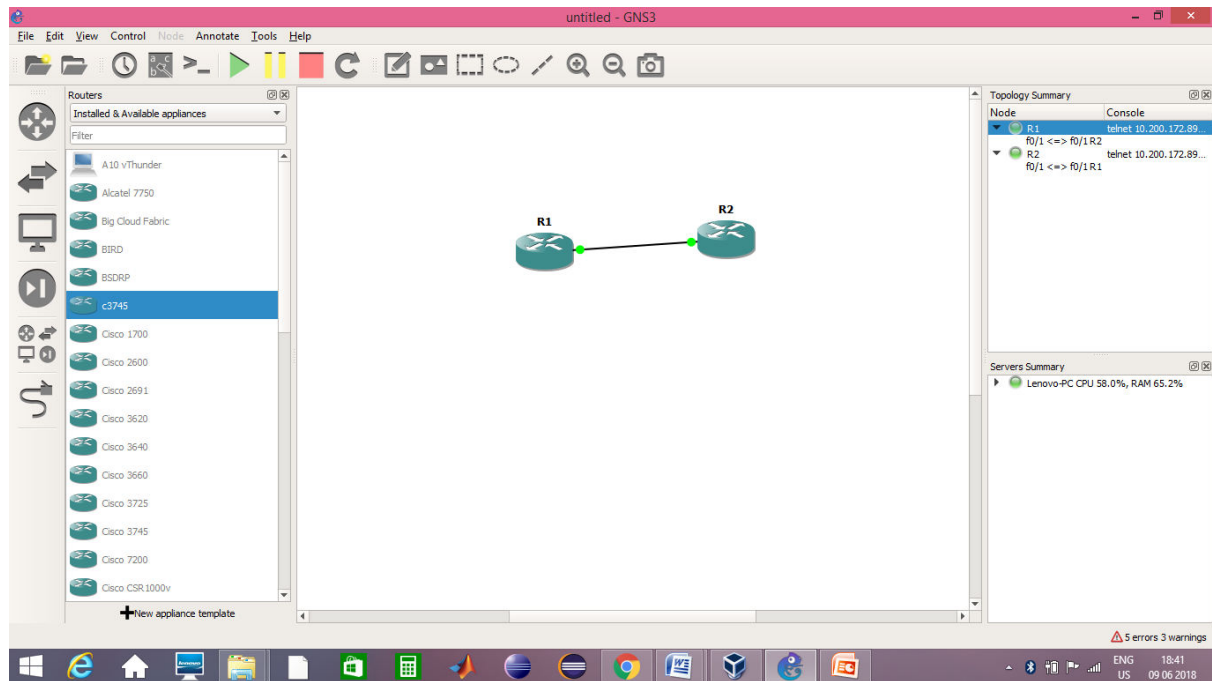 untitled - GNS3
File Edit View Control Node Annotate Tools Help
Routers
Installed & Available appliances
Filter
A10 vThunder
Alcatel 7750
Big Cloud Fabric
BIRD
BSDRP
c3745
Cisco 1700
Cisco 2600
Cisco 2691
Cisco 3620
Cisco 3640
Cisco 3660
Cisco 3725
Cisco 3745
Cisco 7200
Cisco CSR1000v
New appliance template
R1
R2
Topology Summary
Node Console
R1 telnet 10.200.172.89...
f0/1 <=> f0/1 R2
R2 telnet 10.200.172.89...
f0/1 <=> f0/1 R1
Servers Summary
Lenovo-PC CPU 58.0%, RAM 65.2%
5 errors 3 warnings
ENG 18:41
US 09 06 2018